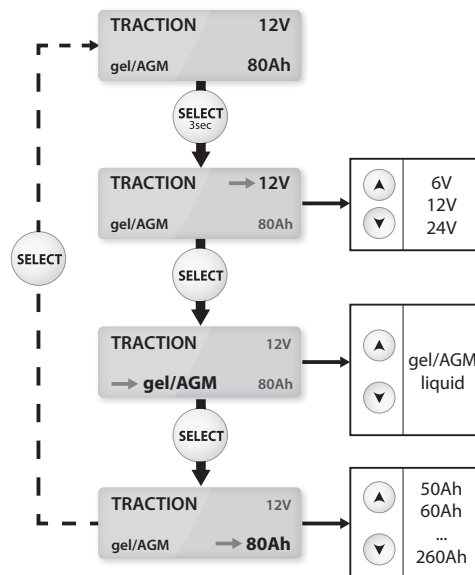 TRACTION 12V
gel/AGM 80Ah
SELECT
3sec
TRACTION → 12V
gel/AGM 80Ah
6V
12V
24V
SELECT
SELECT
TRACTION 12V
→ gel/AGM 80Ah
gel/AGM
liquid
SELECT
TRACTION 12V
gel/AGM → 80Ah
50Ah
60Ah
...
260Ah